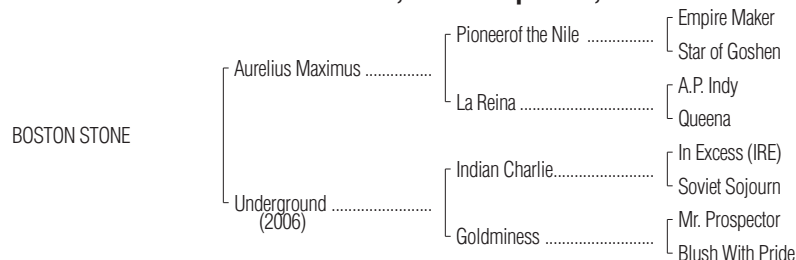 Empire Maker
Pioneerof the Nile ................
Star of Goshen
Aurelius Maximus ................
A.P. Indy
La Reina ................................
Queena
BOSTON STONE
In Excess (IRE)
Indian Charlie........................
Soviet Sojourn
Underground ........................
(2006)
Mr. Prospector
Goldminess ..........................
Blush With Pride